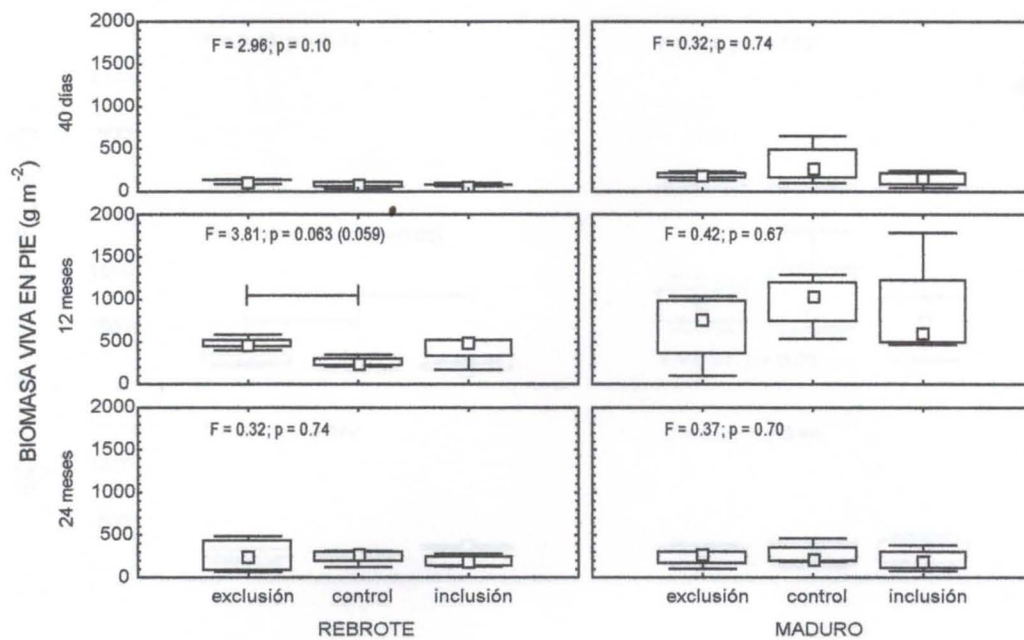 BIOMASA VIVA EN PIE (g m⁻²)
40 días
2000
1500
1000
500
0
F = 2.96; p = 0.10
F = 0.32; p = 0.74
12 meses
2000
1500
1000
500
0
F = 3.81; p = 0.063 (0.059)
F = 0.42; p = 0.67
24 meses
2000
1500
1000
500
0
F = 0.32; p = 0.74
F = 0.37; p = 0.70
exclusión control inclusión
exclusión control inclusión
REBROTE
MADURO